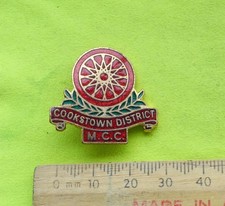 COOKSTOWN DISTRICT
M.C.C.
0 mm 10 20 30 40
MADE IN